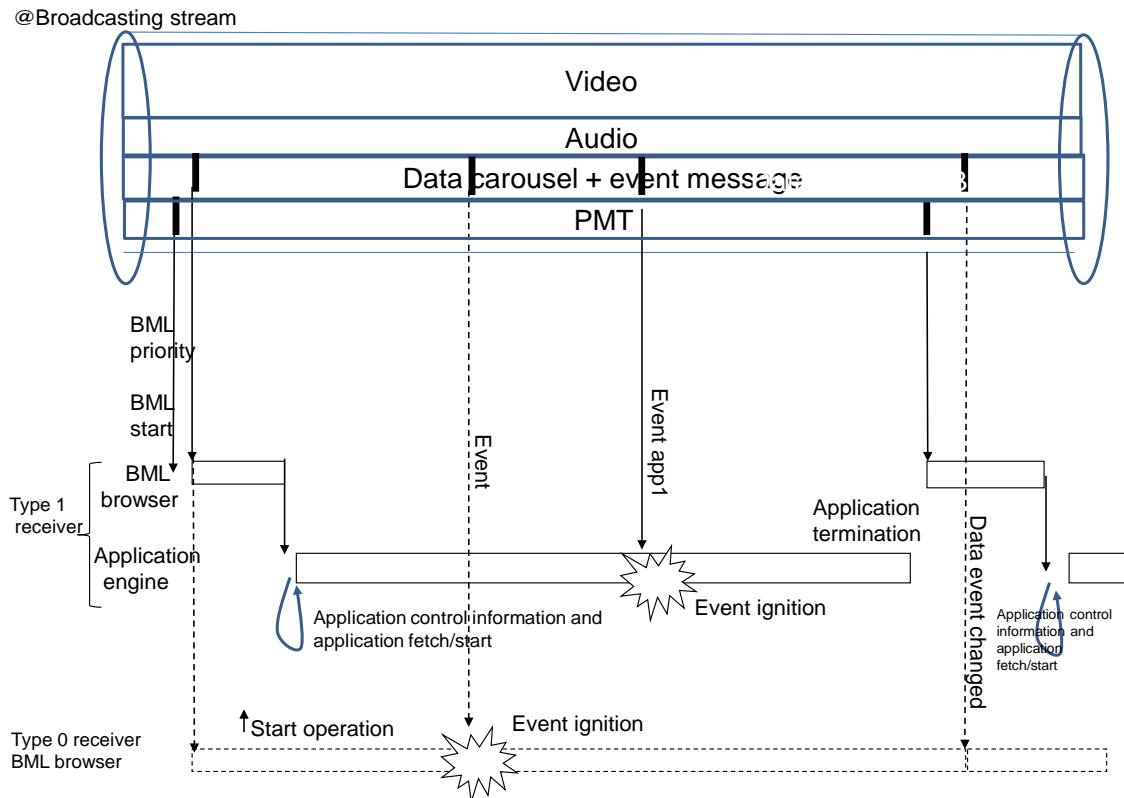 @Broadcasting stream
Video
Audio
Data carousel + event message
PMT
BML
priority
BML
start
Event
Event app1
BML
browser
Type 1
receiver
Application
engine
Application
termination
Data event changed
Event ignition
Application control information and
application fetch/start
Application control
information and
application
fetch/start
Start operation
Event ignition
Type 0 receiver
BML browser